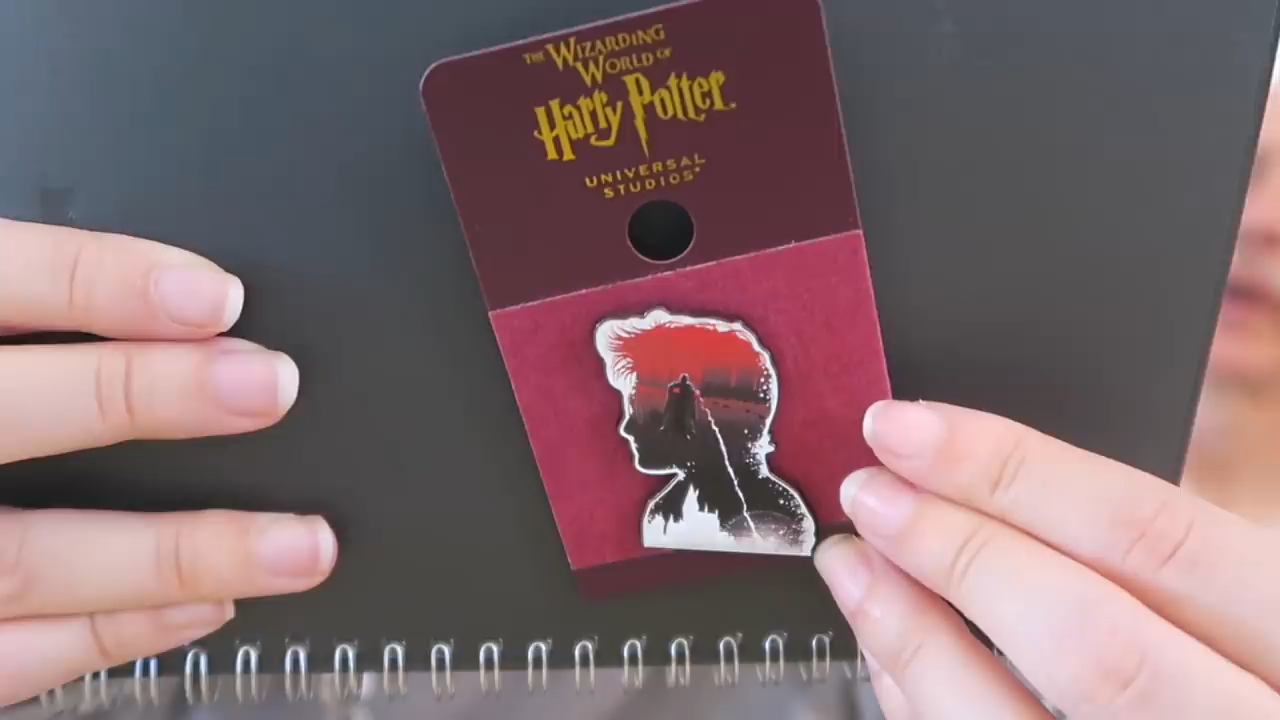 THE WIZARDING
WORLD OF
Harry Potter.
UNIVERSAL
STUDIOS®